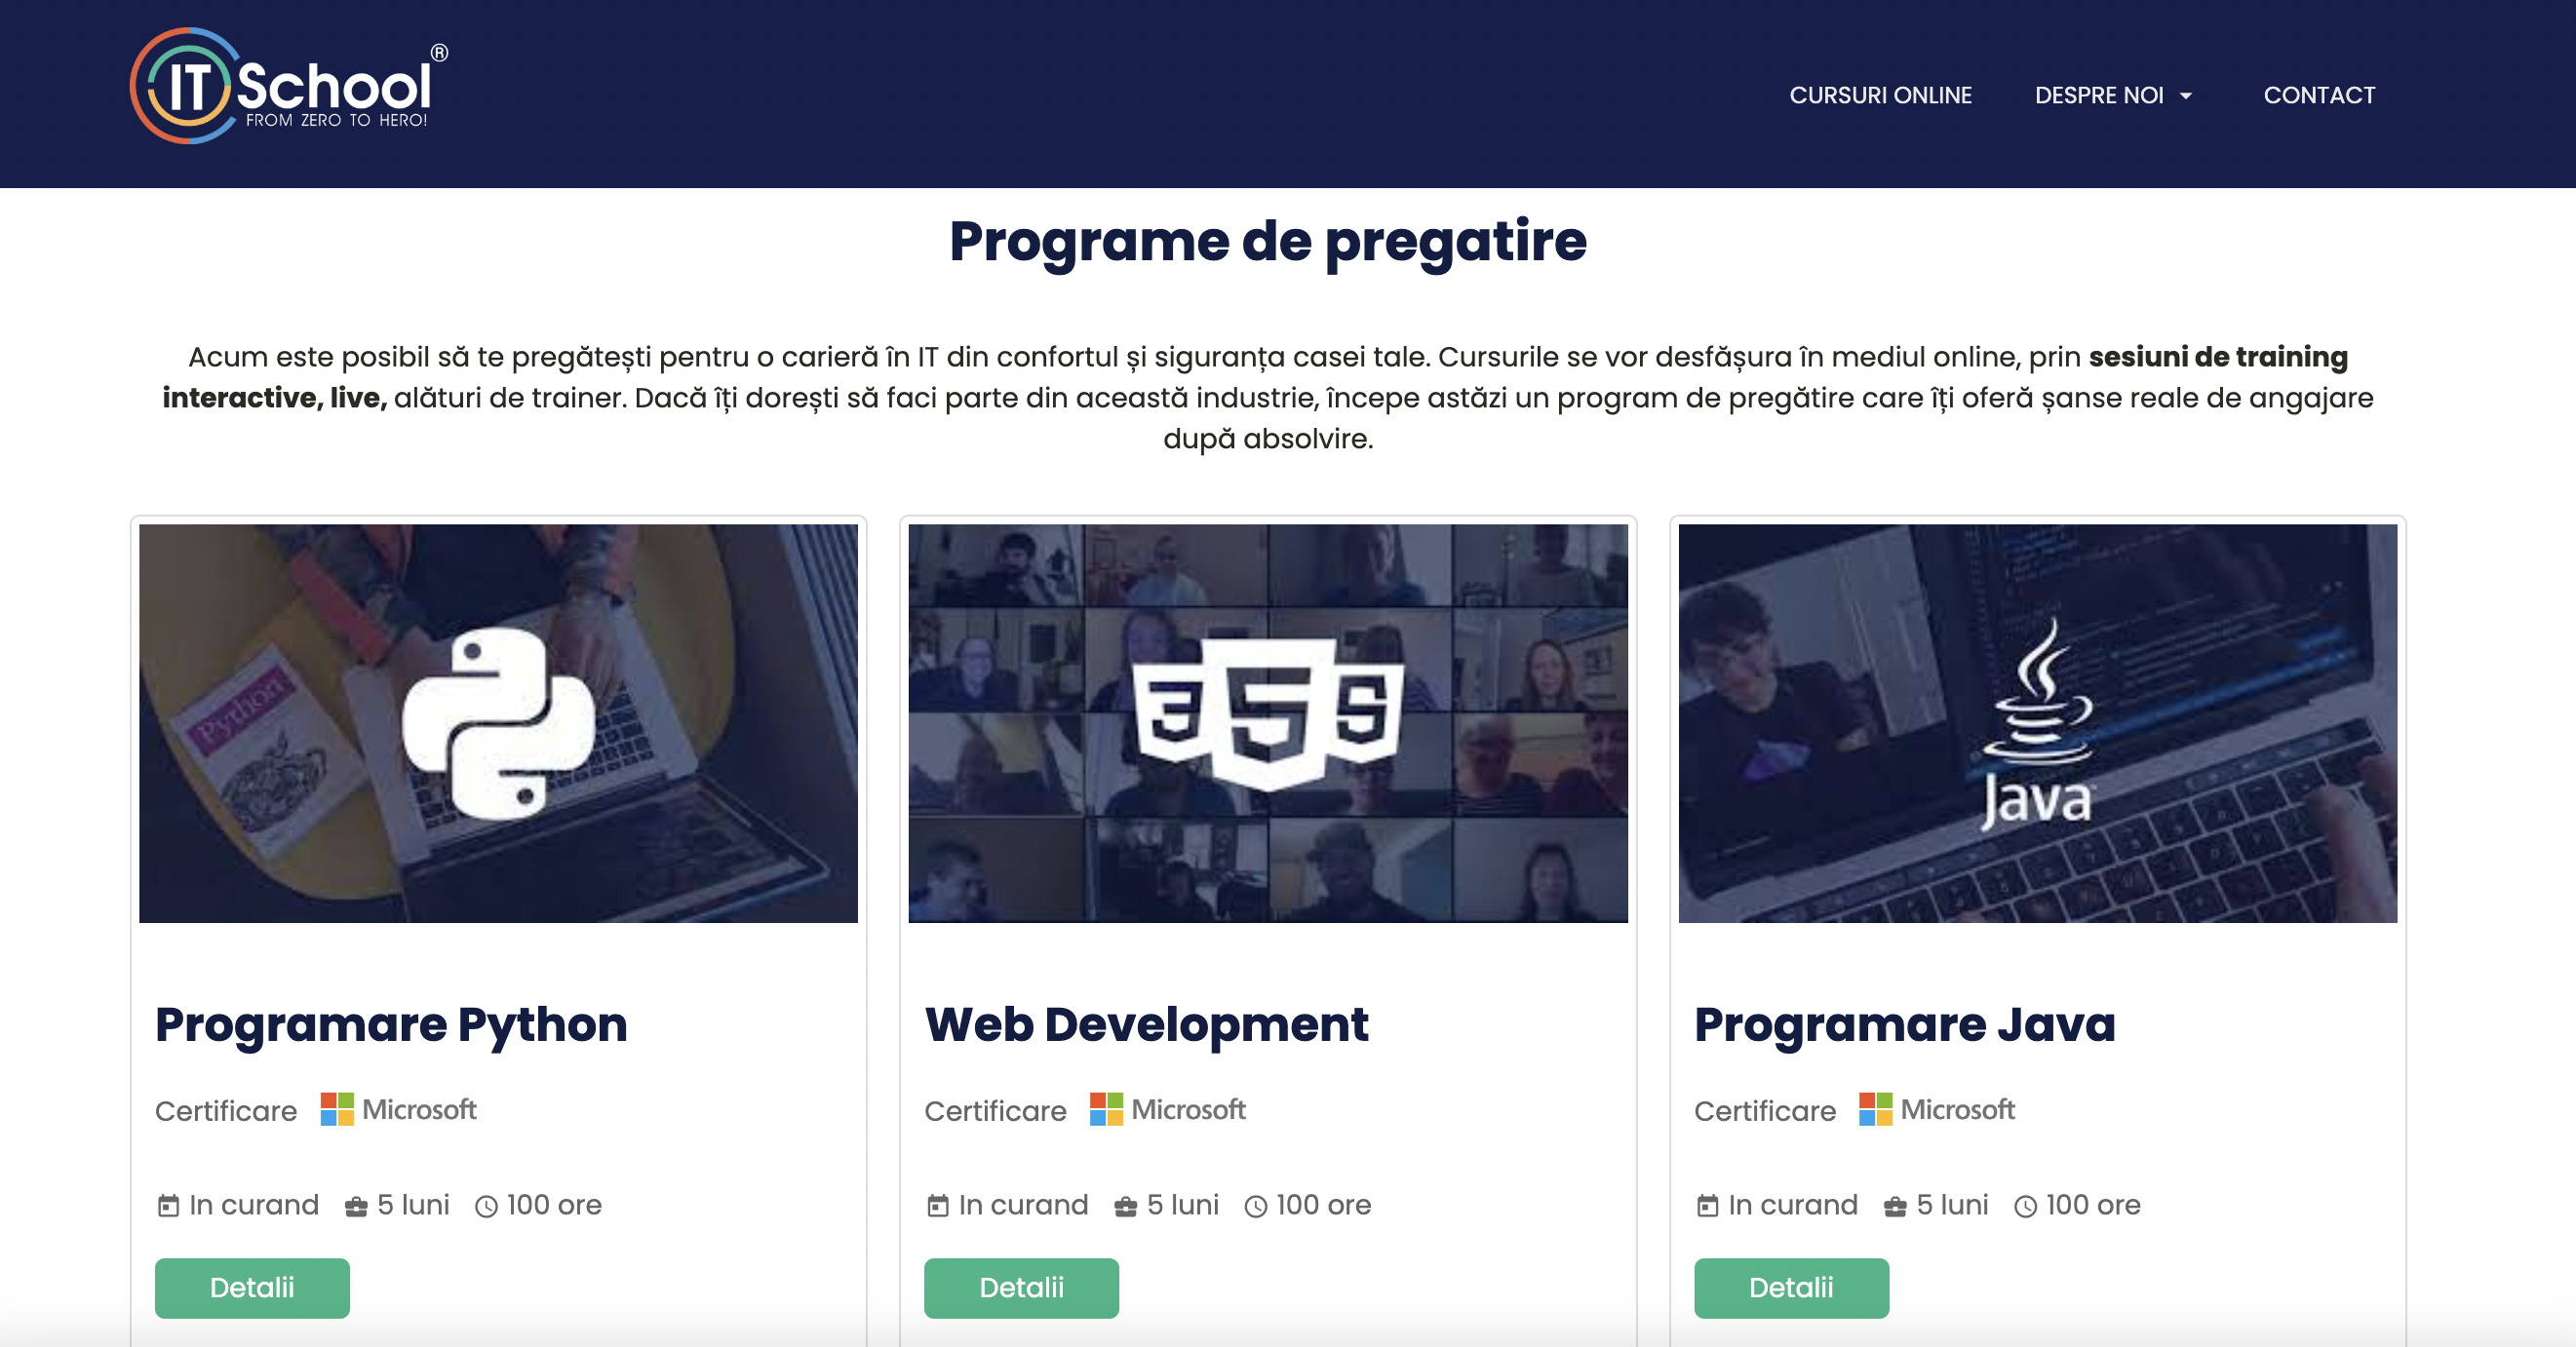 IT School®
FROM ZERO TO HERO!
CURSURI ONLINE
DESPRE NOI
CONTACT
Programe de pregatire
Acum este posibil să te pregătești pentru o carieră în IT din confortul și siguranța casei tale. Cursurile se vor desfășura în mediul online, prin sesiuni de training
interactive, live, alături de trainer. Dacă îți dorești să faci parte din această industrie, începe astăzi un program de pregătire care îți oferă șanse reale de angajare
după absolvire.
Python
Java
Programare Python
Certificare Microsoft
In curand 5 luni 100 ore
Detalii
Web Development
Certificare Microsoft
In curand 5 luni 100 ore
Detalii
Programare Java
Certificare Microsoft
In curand 5 luni 100 ore
Detalii